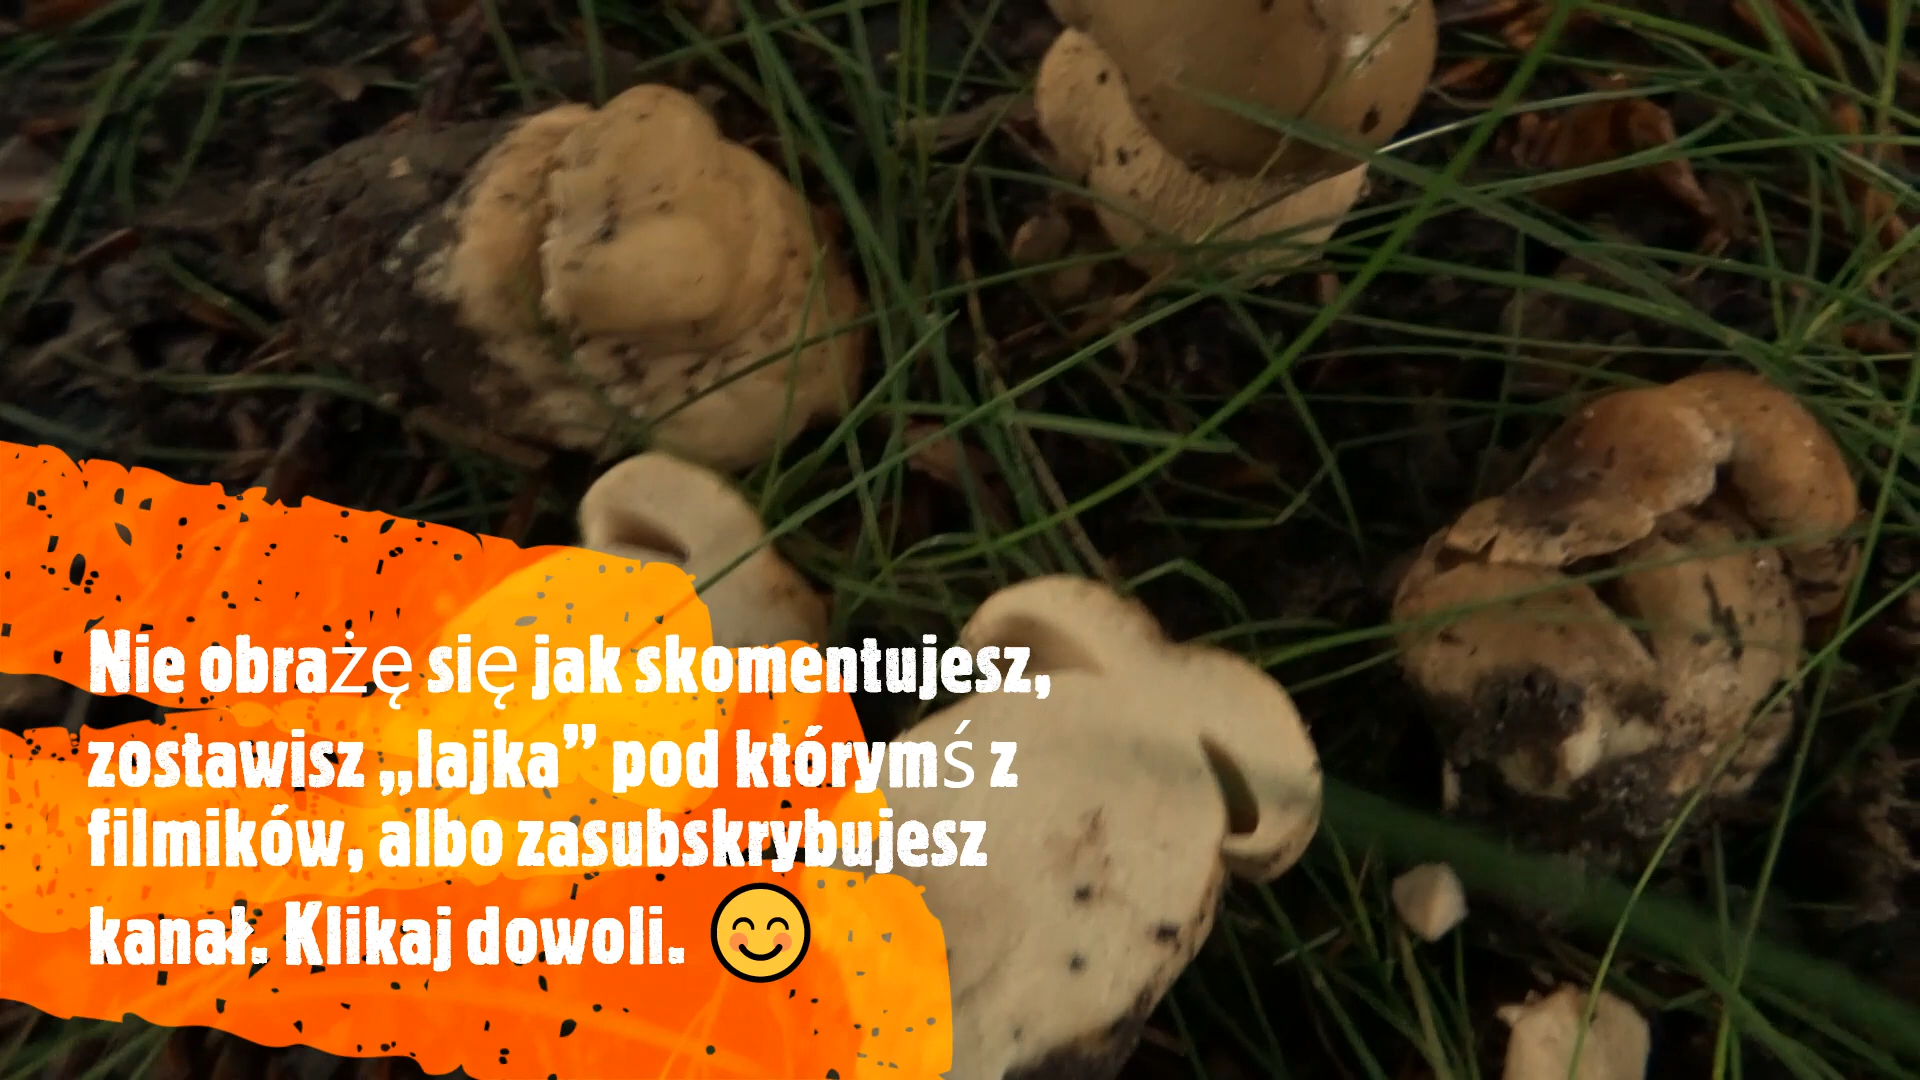 Nie obrażę się jak skomentujesz,
zostawisz „lajka” pod którymś z
filmików, albo zasubskrybujesz
kanał. Klikaj dowoli. 😊